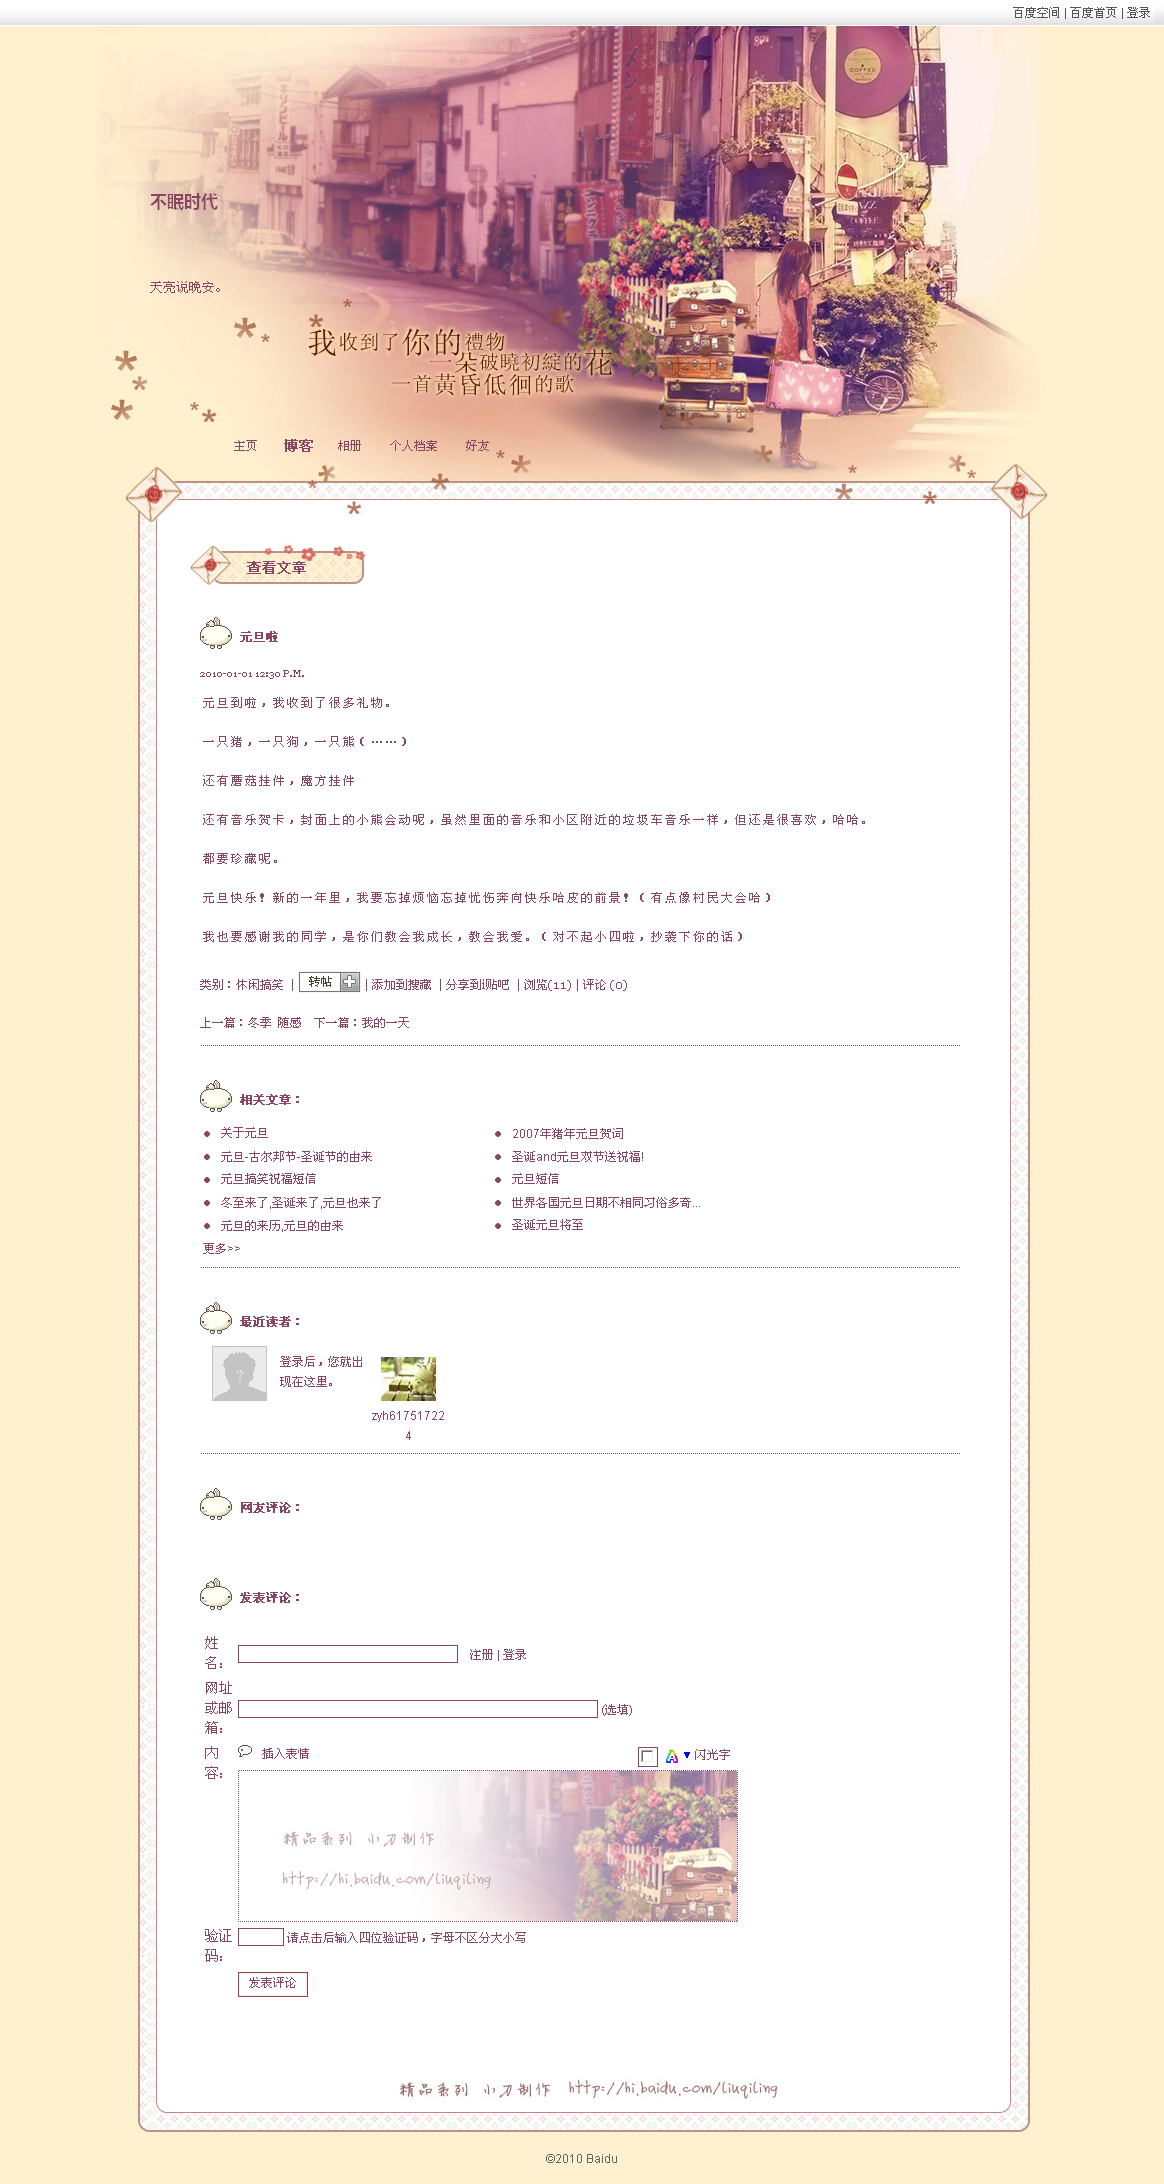 百度空间 | 百度首页 | 登录
COFFEE
不眠时代
天亮说晚安。
我收到了你的禮物
一朵破曉初綻的花
一首黃昏低徊的歌
主页 博客 相册 个人档案 好友
查看文章
元旦啦
2010-01-01 12:30 P.M.
元旦到啦，我收到了很多礼物。
一只猪，一只狗，一只熊（……）
还有蘑菇挂件，魔方挂件
还有音乐贺卡，封面上的小熊会动呢，虽然里面的音乐和小区附近的垃圾车音乐一样，但还是很喜欢，哈哈。
都要珍藏呢。
元旦快乐！新的一年里，我要忘掉烦恼忘掉忧伤奔向快乐哈皮的前景！（有点像村民大会哈）
我也要感谢我的同学，是你们教会我成长，教会我爱。（对不起小四啦，抄袭下你的话）
类别：休闲搞笑 | 转帖 | 添加到搜藏 | 分享到i贴吧 | 浏览(11) | 评论 (0)
上一篇：冬季 随感 下一篇：我的一天
相关文章：
关于元旦 2007年猪年元旦贺词
元旦-古尔邦节-圣诞节的由来 圣诞and元旦双节送祝福!
元旦搞笑祝福短信 元旦短信
冬至来了,圣诞来了,元旦也来了 世界各国元旦日期不相同习俗多奇...
元旦的来历,元旦的由来 圣诞元旦将至
更多>>
最近读者：
登录后，您就出
现在这里。
zyh61751722
4
网友评论：
发表评论：
姓
名： 注册 | 登录
网址
或邮
箱： (选填)
内
容： 插入表情 闪光字
精品系列 小刀制作
http://hi.baidu.com/liuqiling
验证
码： 请点击后输入四位验证码，字母不区分大小写
发表评论
精品系列 小刀制作 http://hi.baidu.com/liuqiling
©2010 Baidu